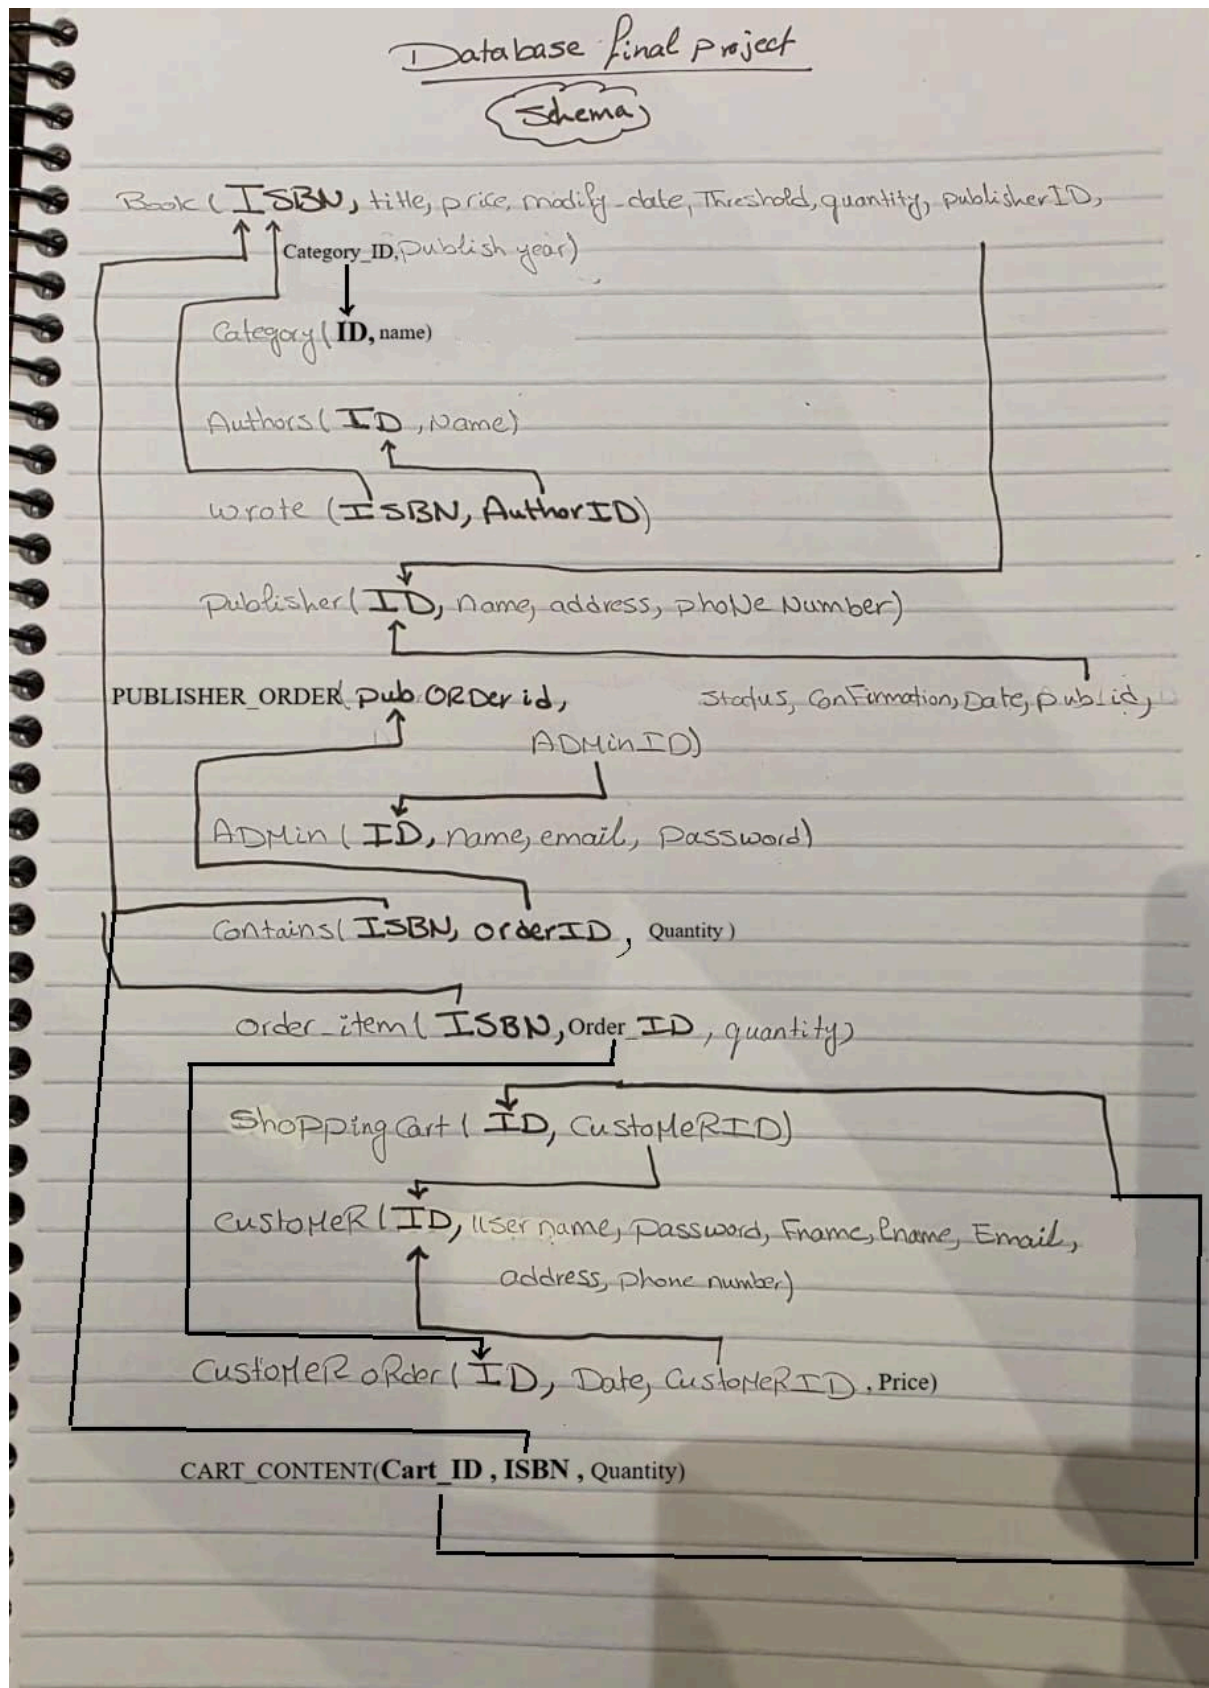 Database final project
Schema
Book (ISBN, title, price, modify_date, Threshold, quantity, publisherID,
Category_ID, publish year)
Category(ID, name)
Authors(ID, Name)
wrote (ISBN, AuthorID)
publisher(ID, name, address, phoNe Number)
PUBLISHER_ORDER( pub ORDer id, status, ConFirmation, Date, pub_id,
ADMinID)
ADMin (ID, name, email, password)
Contains(ISBN, orderID, Quantity)
order_item(ISBN, Order_ID, quantity)
Shopping Cart (ID, CustoMeRID)
CustoMeR (ID, User name, password, Fname, Lname, Email,
address, phone number)
CustoMeR oRder (ID, Date, CustoMeRID, Price)
CART_CONTENT(Cart_ID , ISBN , Quantity)